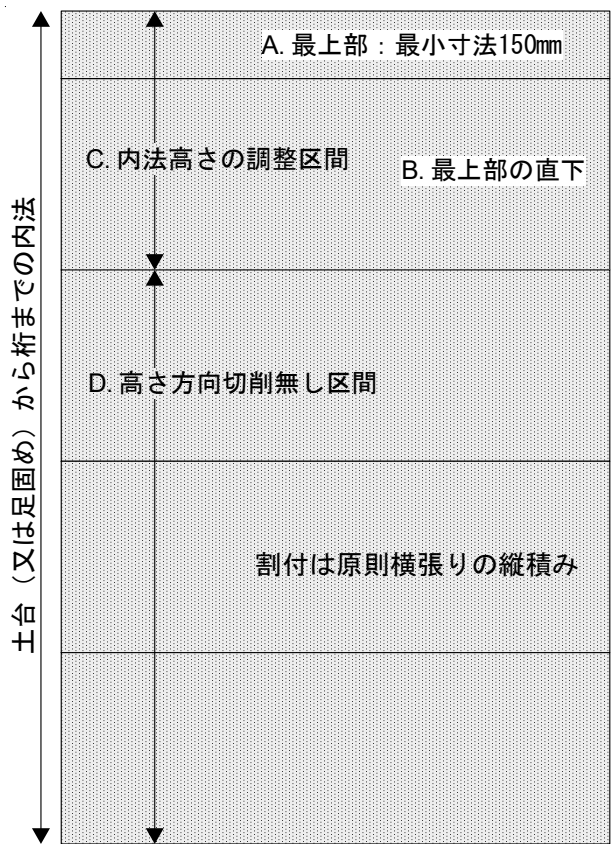 A. 最上部：最小寸法150㎜
C. 内法高さの調整区間
B. 最上部の直下
土台（又は足固め）から桁までの内法
D. 高さ方向切削無し区間
割付は原則横張りの縦積み